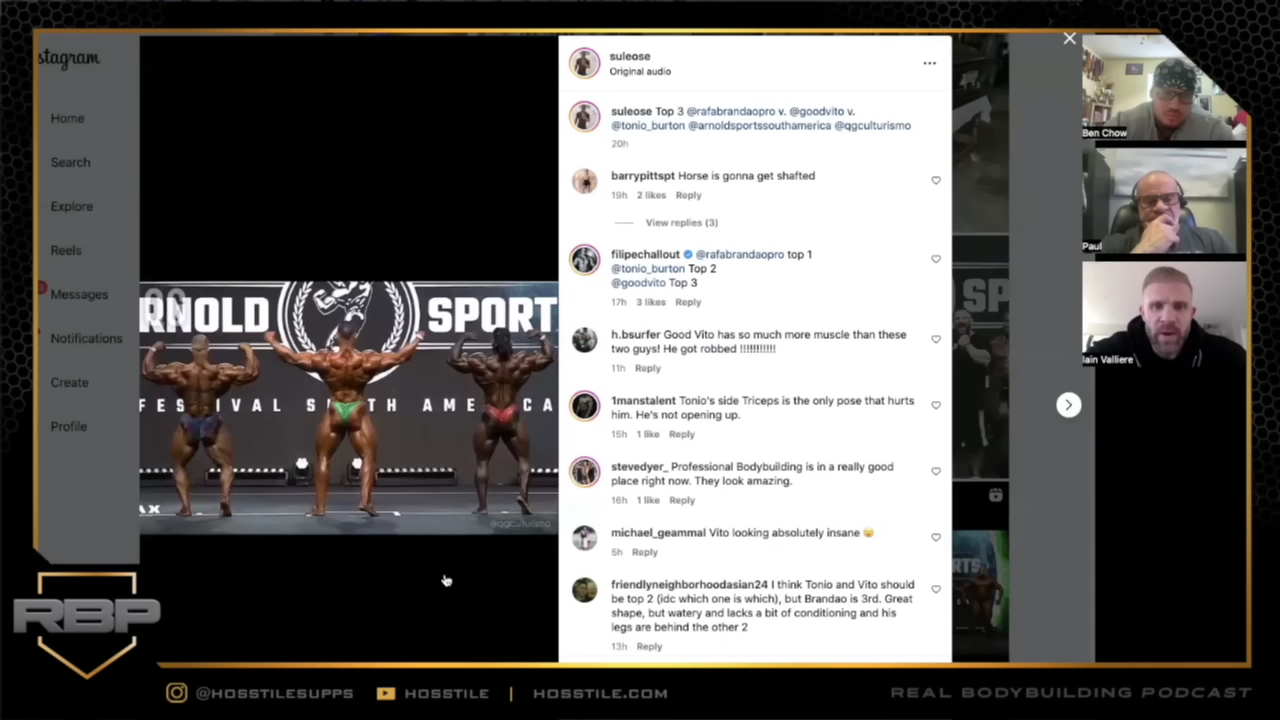 stagram
Home
Search
Explore
Reels
Messages
Notifications
Create
Profile
RNOLD
SPORT
FESTIVAL S TH AME CA
AX
@qgculturismo
suleose
Original audio
suleose Top 3 @rafabrandaopro v. @goodvito v.
@tonio_burton @arnoldsportssouthamerica @qgculturismo
20h
barrypittspt Horse is gonna get shafted
19h 2 likes Reply
View replies (3)
filipechallout @rafabrandaopro top 1
@tonio_burton Top 2
@goodvito Top 3
17h 3 likes Reply
h.bsurfer Good Vito has so much more muscle than these
two guys! He got robbed !!!!!!!!!!!
11h Reply
1manstalent Tonio's side Triceps is the only pose that hurts
him. He's not opening up.
15h 1 like Reply
stevedyer_ Professional Bodybuilding is in a really good
place right now. They look amazing.
16h 1 like Reply
michael_geammal Vito looking absolutely insane 🤯
5h Reply
friendlyneighborhoodasian24 I think Tonio and Vito should
be top 2 (idc which one is which), but Brandao is 3rd. Great
shape, but watery and lacks a bit of conditioning and his
legs are behind the other 2
13h Reply
SP
RTS
Ben Chow
Paul
Iain Valliere
RBP
@HOSSTILESUPPS
HOSSTILE
|
HOSSTILE.COM
REAL BODYBUILDING PODCAST